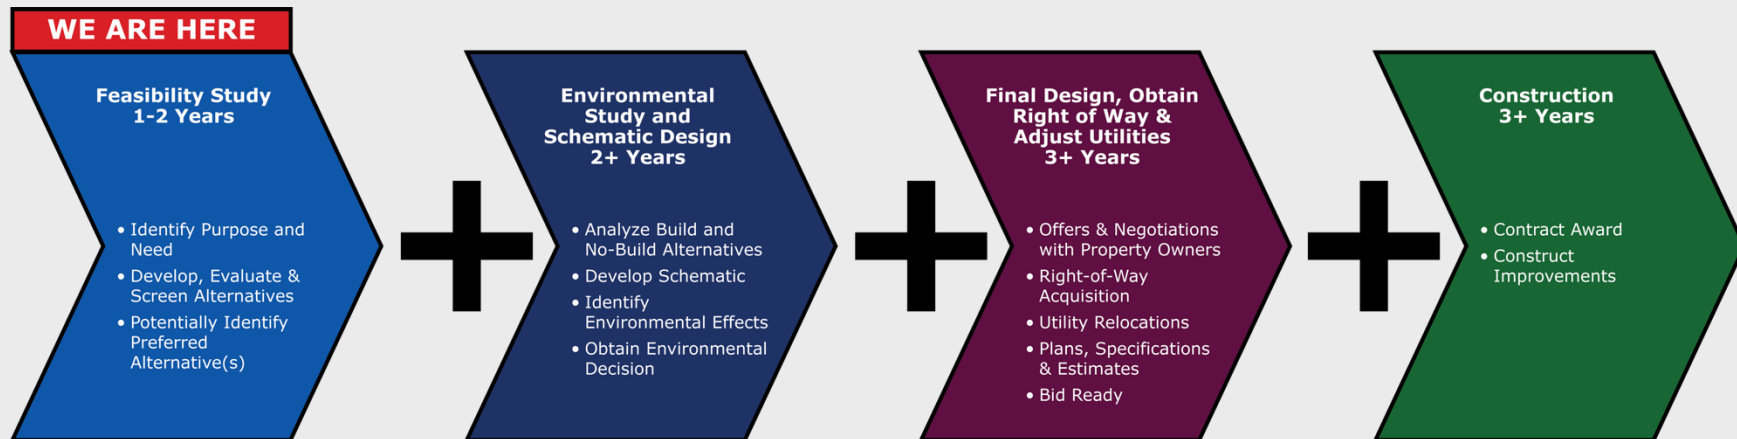 WE ARE HERE
Feasibility Study
1-2 Years
• Identify Purpose and
Need
• Develop, Evaluate &
Screen Alternatives
• Potentially Identify
Preferred
Alternative(s)
Environmental
Study and
Schematic Design
2+ Years
• Analyze Build and
No-Build Alternatives
• Develop Schematic
• Identify
Environmental Effects
• Obtain Environmental
Decision
Final Design, Obtain
Right of Way &
Adjust Utilities
3+ Years
• Offers & Negotiations
with Property Owners
• Right-of-Way
Acquisition
• Utility Relocations
• Plans, Specifications
& Estimates
• Bid Ready
Construction
3+ Years
• Contract Award
• Construct
Improvements